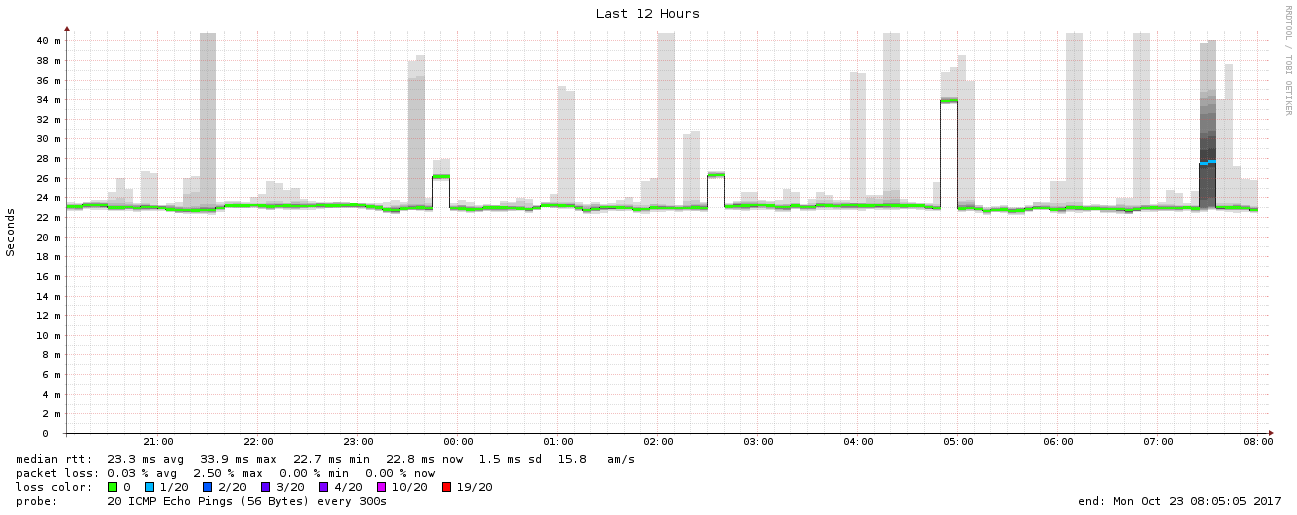 Last 12 Hours
RRDTOOL / TOBI OETIKER
Seconds
40 m
38 m
36 m
34 m
32 m
30 m
28 m
26 m
24 m
22 m
20 m
18 m
16 m
14 m
12 m
10 m
8 m
6 m
4 m
2 m
0
21:00 22:00 23:00 00:00 01:00 02:00 03:00 04:00 05:00 06:00 07:00 08:00
median rtt: 23.3 ms avg 33.9 ms max 22.7 ms min 22.8 ms now 1.5 ms sd 15.8 am/s
packet loss: 0.03 % avg 2.50 % max 0.00 % min 0.00 % now
loss color: 0 1/20 2/20 3/20 4/20 10/20 19/20
probe: 20 ICMP Echo Pings (56 Bytes) every 300s end: Mon Oct 23 08:05:05 2017